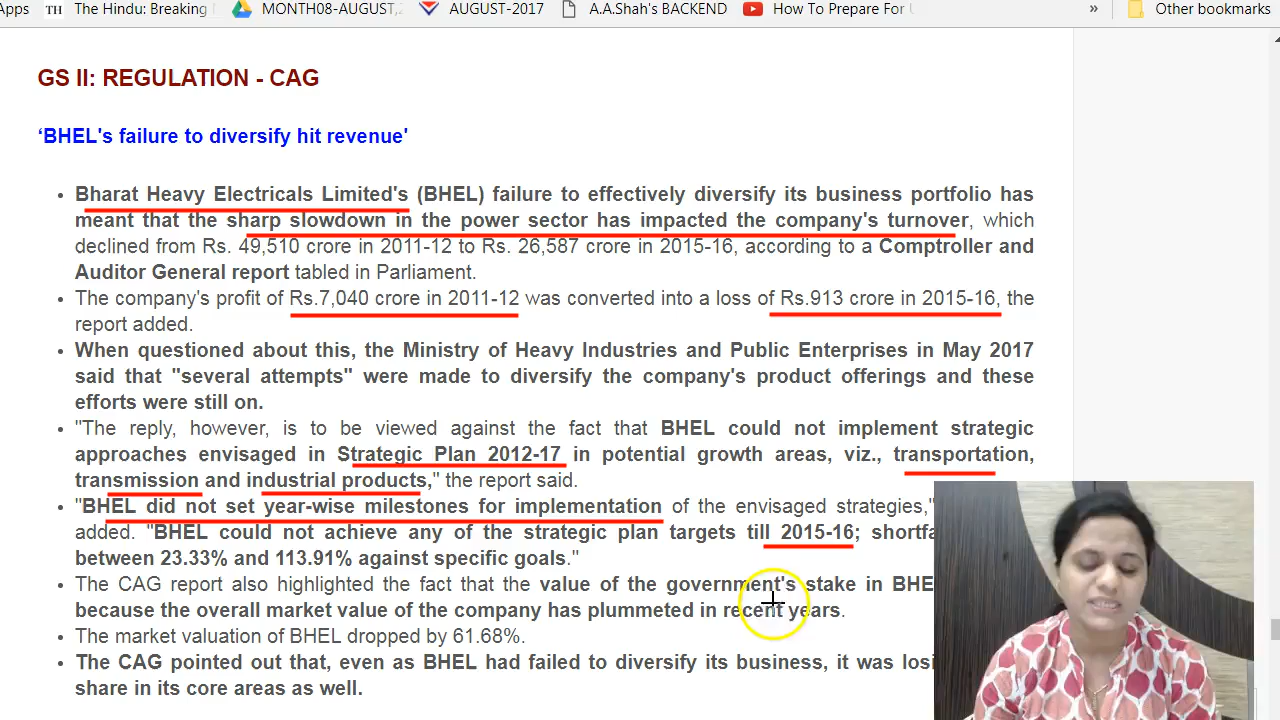 Apps TH The Hindu: Breaking MONTH08-AUGUST, AUGUST-2017 A.A.Shah's BACKEND How To Prepare For » Other bookmarks
GS II: REGULATION - CAG
‘BHEL's failure to diversify hit revenue'
• Bharat Heavy Electricals Limited's (BHEL) failure to effectively diversify its business portfolio has
meant that the sharp slowdown in the power sector has impacted the company's turnover, which
declined from Rs. 49,510 crore in 2011-12 to Rs. 26,587 crore in 2015-16, according to a Comptroller and
Auditor General report tabled in Parliament.
• The company's profit of Rs.7,040 crore in 2011-12 was converted into a loss of Rs.913 crore in 2015-16, the
report added.
• When questioned about this, the Ministry of Heavy Industries and Public Enterprises in May 2017
said that "several attempts" were made to diversify the company's product offerings and these
efforts were still on.
• "The reply, however, is to be viewed against the fact that BHEL could not implement strategic
approaches envisaged in Strategic Plan 2012-17 in potential growth areas, viz., transportation,
transmission and industrial products," the report said.
• "BHEL did not set year-wise milestones for implementation of the envisaged strategies,"
added. "BHEL could not achieve any of the strategic plan targets till 2015-16;
between 23.33% and 113.91% against specific goals."
• The CAG report also highlighted the fact that the value of the government's stake in
because the overall market value of the company has plummeted in recent years.
• The market valuation of BHEL dropped by 61.68%.
• The CAG pointed out that, even as BHEL had failed to diversify its business, it was
share in its core areas as well.